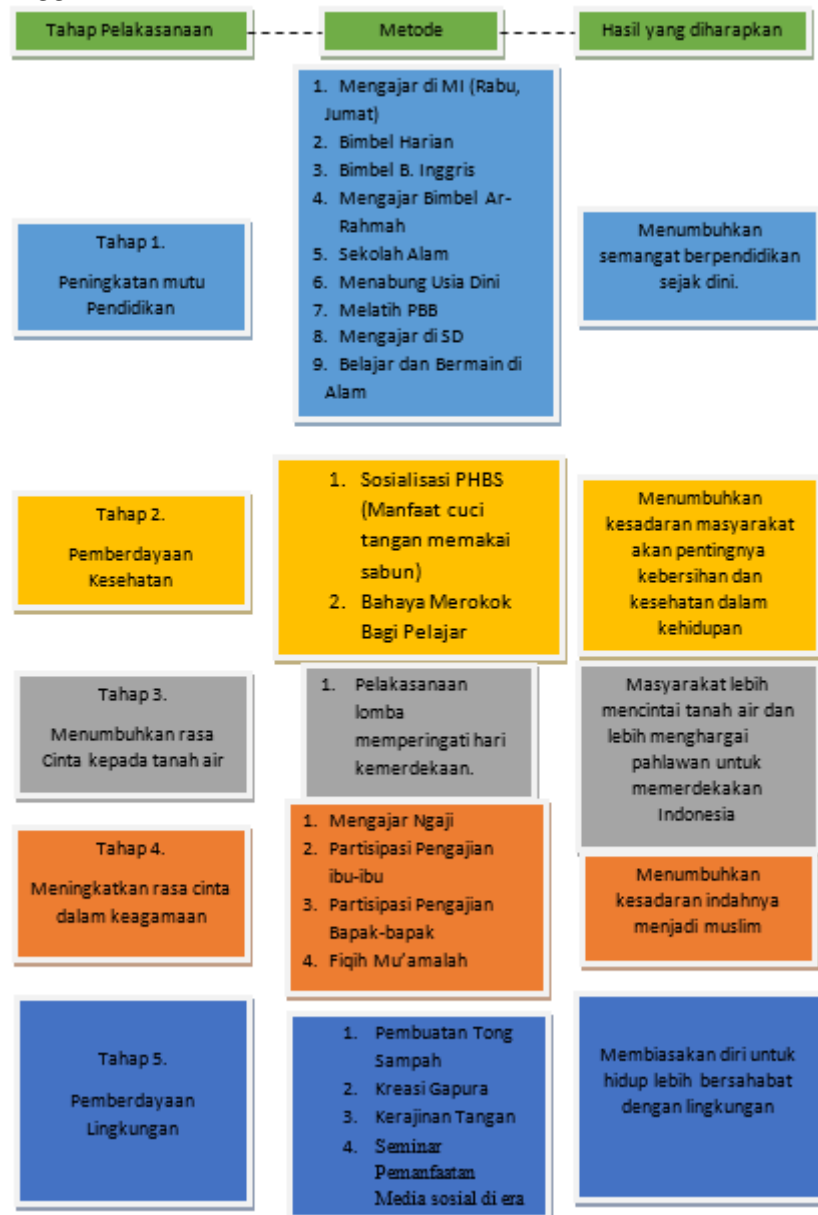 Tahap Pelakasanaan
Metode
Hasil yang diharapkan
Tahap 1.
Peningkatan mutu
Pendidikan
1. Mengajar di MI (Rabu,
Jumat)
2. Bimbel Harian
3. Bimbel B. Inggris
4. Mengajar Bimbel Ar-
Rahmah
5. Sekolah Alam
6. Menabung Usia Dini
7. Melatih PBB
8. Mengajar di SD
9. Belajar dan Bermain di
Alam
Menumbuhkan
semangat berpendidikan
sejak dini.
Tahap 2.
Pemberdayaan
Kesehatan
1. Sosialisasi PHBS
(Manfaat cuci
tangan memakai
sabun)
2. Bahaya Merokok
Bagi Pelajar
Menumbuhkan
kesadaran masyarakat
akan pentingnya
kebersihan dan
kesehatan dalam
kehidupan
Tahap 3.
Menumbuhkan rasa
Cinta kepada tanah air
1. Pelakasanaan
lomba
memperingati hari
kemerdekaan.
Masyarakat lebih
mencintai tanah air dan
lebih menghargai
pahlawan untuk
memerdekakan
Indonesia
Tahap 4.
Meningkatkan rasa cinta
dalam keagamaan
1. Mengajar Ngaji
2. Partisipasi Pengajian
ibu-ibu
3. Partisipasi Pengajian
Bapak-bapak
4. Fiqih Mu’amalah
Menumbuhkan
kesadaran indahnya
menjadi muslim
Tahap 5.
Pemberdayaan
Lingkungan
1. Pembuatan Tong
Sampah
2. Kreasi Gapura
3. Kerajinan Tangan
4. Seminar
Pemanfaatan
Media sosial di era
Membiasakan diri untuk
hidup lebih bersahabat
dengan lingkungan